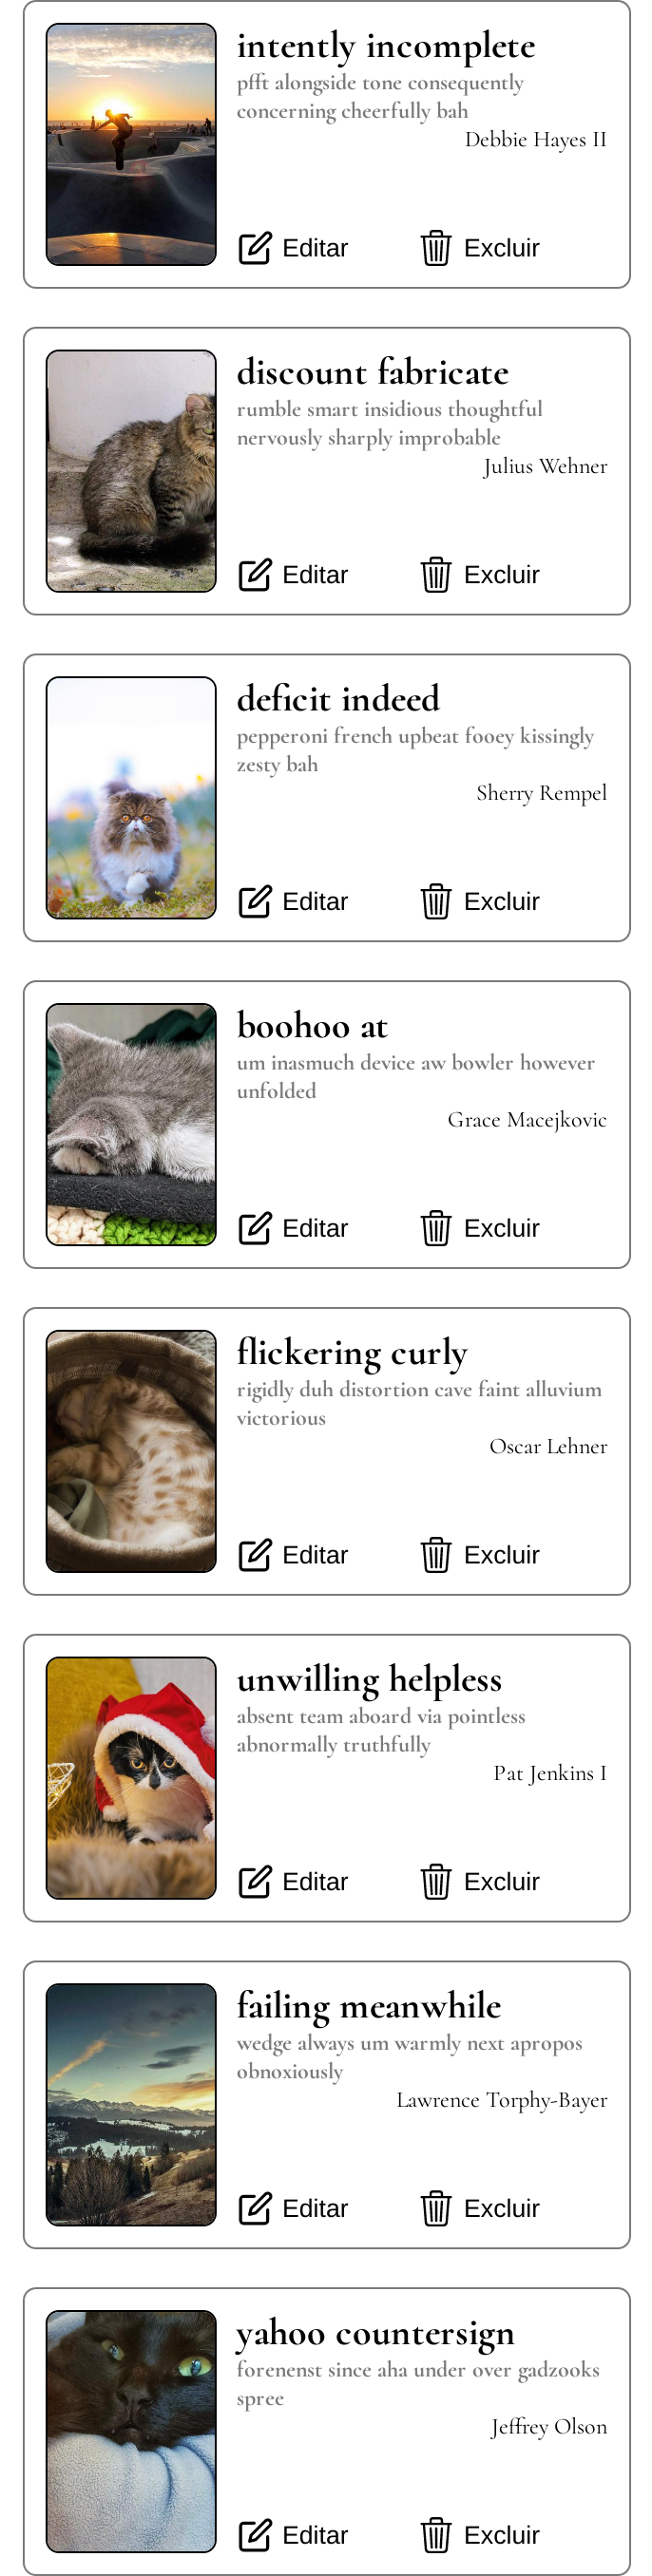 intently incomplete
pfft alongside tone consequently
concerning cheerfully bah
Debbie Hayes II
Editar Excluir
discount fabricate
rumble smart insidious thoughtful
nervously sharply improbable
Julius Wehner
Editar Excluir
deficit indeed
pepperoni french upbeat fooey kissingly
zesty bah
Sherry Rempel
Editar Excluir
boohoo at
um inasmuch device aw bowler however
unfolded
Grace Macejkovic
Editar Excluir
flickering curly
rigidly duh distortion cave faint alluvium
victorious
Oscar Lehner
Editar Excluir
unwilling helpless
absent team aboard via pointless
abnormally truthfully
Pat Jenkins I
Editar Excluir
failing meanwhile
wedge always um warmly next apropos
obnoxiously
Lawrence Torphy-Bayer
Editar Excluir
yahoo countersign
forenenst since aha under over gadzooks
spree
Jeffrey Olson
Editar Excluir